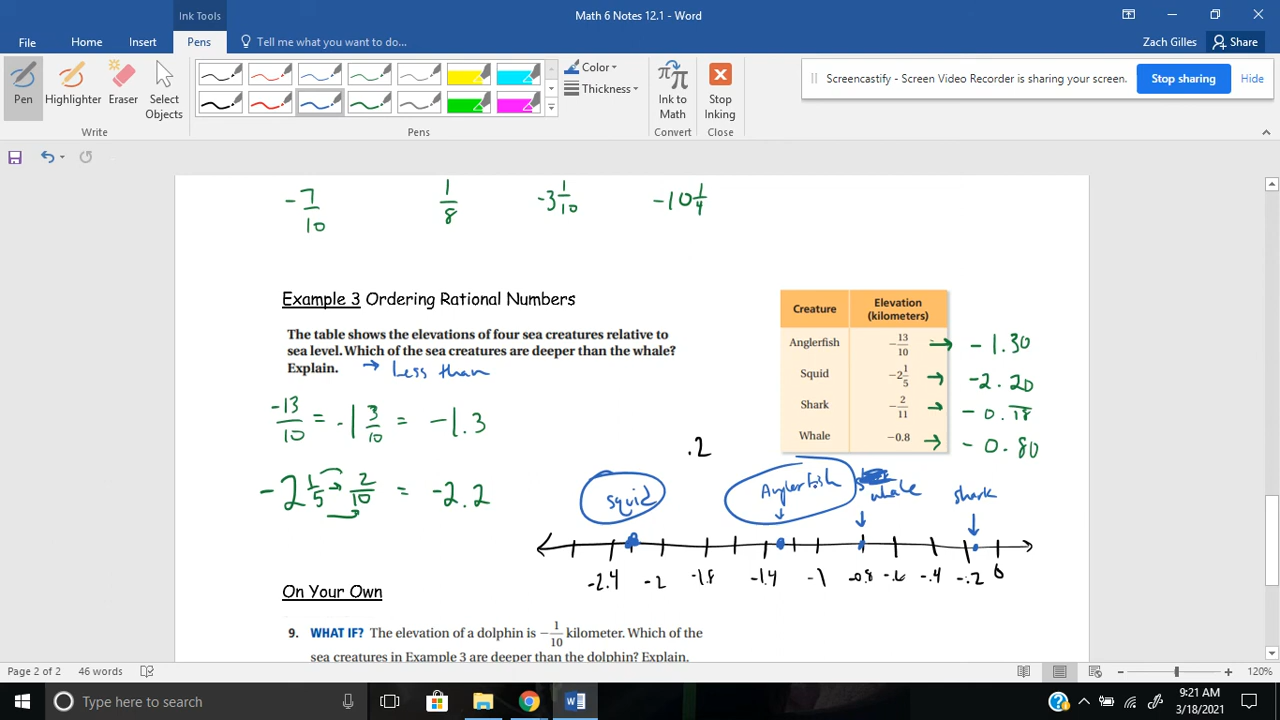 Ink Tools
Math 6 Notes 12.1 - Word
File Home Insert Pens Tell me what you want to do...
Zach Gilles Share
Pen Highlighter Eraser Select Objects
Color
Thickness
Ink to Math
Stop Inking
Write Pens Convert Close
Screencastify - Screen Video Recorder is sharing your screen. Stop sharing Hide
-7/10 1/8 -3 1/10 -10 1/4
Example 3 Ordering Rational Numbers
The table shows the elevations of four sea creatures relative to
sea level. Which of the sea creatures are deeper than the whale?
Explain. → Less than
Creature Elevation (kilometers)
Anglerfish -13/10 → -1.30
Squid -2 1/5 → -2.20
Shark -2/11 → -0.18
Whale -0.8 → -0.80
-13/10 = -1 3/10 = -1.3
.2
-2 1/5 → 2/10 = -2.2
squid Anglerfish whale shark
-2.4 -2 -1.8 -1.4 -1 -0.8 -.6 -.4 -.2 0
On Your Own
9. WHAT IF? The elevation of a dolphin is -1/10 kilometer. Which of the
sea creatures in Example 3 are deeper than the dolphin? Explain.
Page 2 of 2 46 words 120%
Type here to search
9:21 AM
3/18/2021